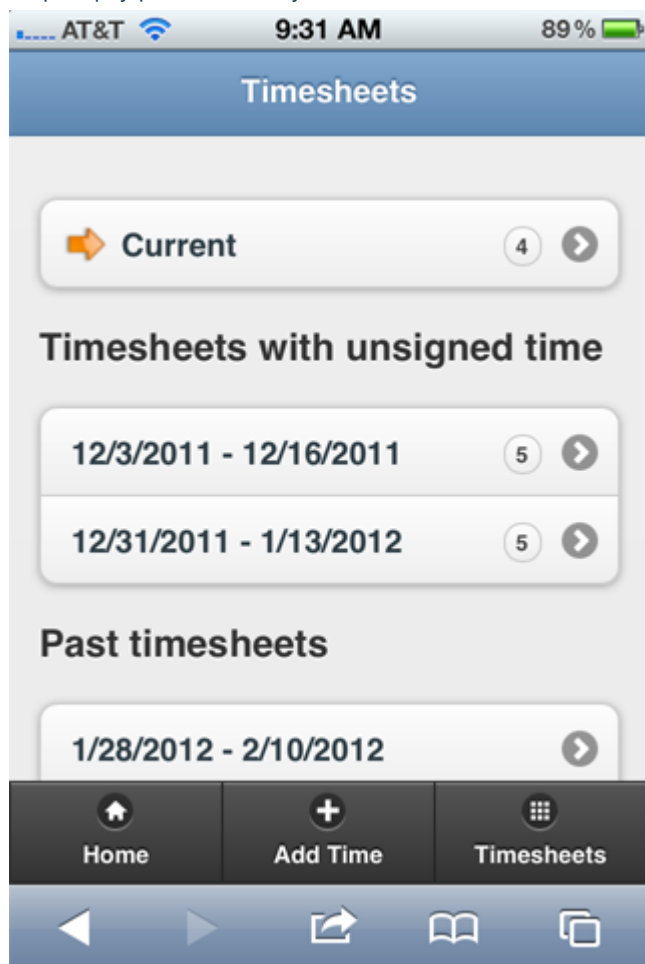 AT&T 9:31 AM 89%
Timesheets
Current 4
Timesheets with unsigned time
12/3/2011 - 12/16/2011 5
12/31/2011 - 1/13/2012 5
Past timesheets
1/28/2012 - 2/10/2012
Home Add Time Timesheets